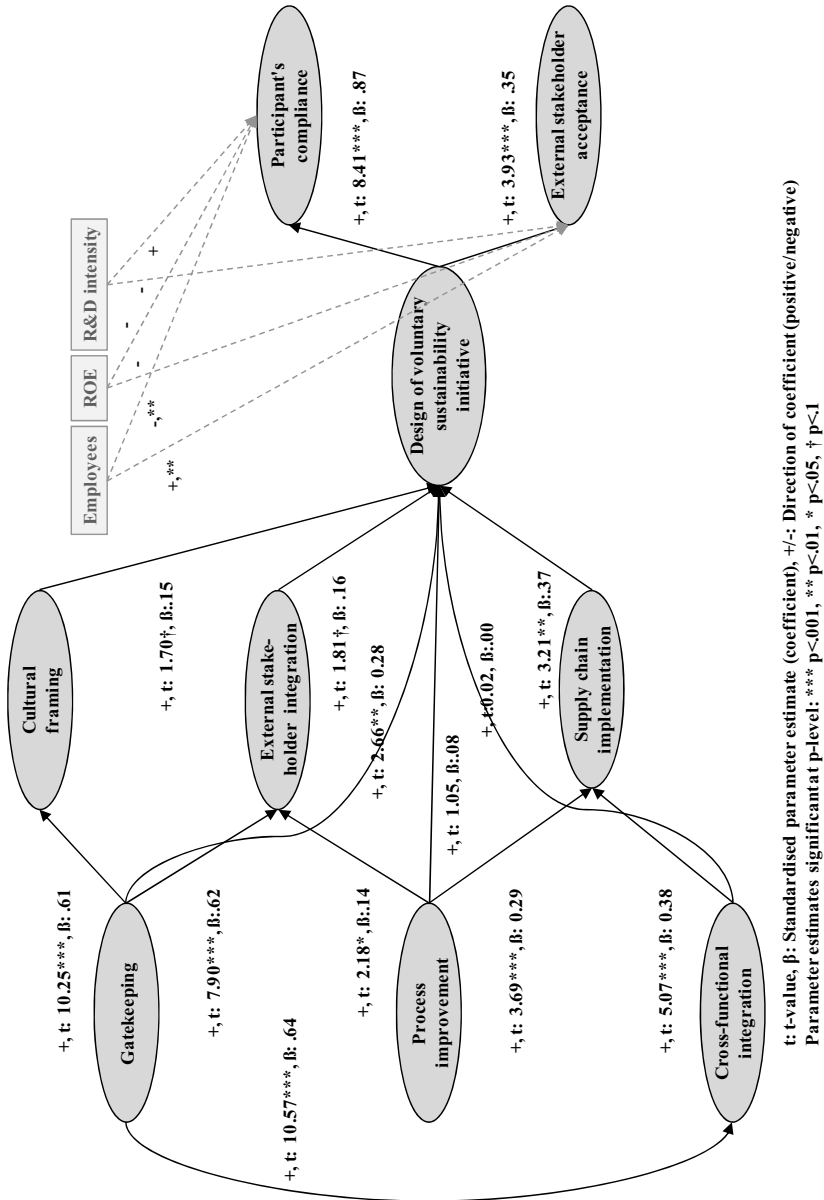 Employees
ROE
R&D intensity
+,**
-,**
-
-
-
+
Cultural
framing
+, t: 1.70†, ß:.15
Participant's
compliance
+, t: 8.41***, ß: .87
+, t: 10.25***, ß: .61
Gatekeeping
+, t: 7.90***, ß:.62
+, t: 10.57***, ß: .64
External stake-
holder integration
+, t: 1.81†, ß: .16
+, t: 2.66**, ß: 0.28
Design of voluntary
sustainability
initiative
+, t: 2.18*, ß:.14
Process
improvement
+, t: 1.05, ß:.08
+, t: 3.69***, ß: 0.29
+, t:0.02, ß:.00
+, t: 3.93***, ß: .35
External stakeholder
acceptance
+, t: 3.21**, ß:.37
Supply chain
implementation
+, t: 5.07***, ß: 0.38
Cross-functional
integration
t: t-value, β: Standardised parameter estimate (coefficient), +/-: Direction of coefficient (positive/negative)
Parameter estimates significantat p-level: *** p<.001, ** p<.01, * p<.05, † p<.1